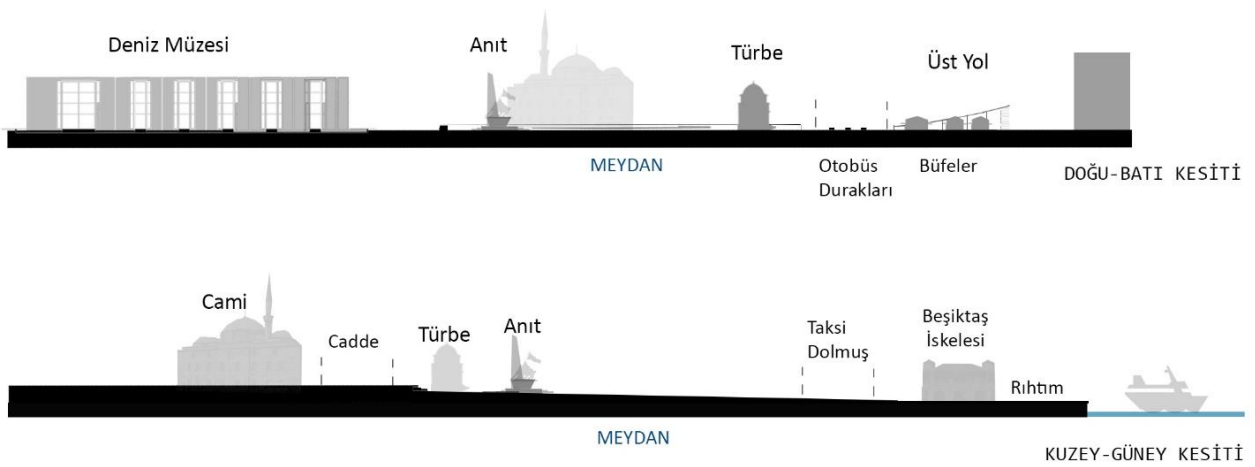 Deniz Müzesi
Anıt
Türbe
Üst Yol
MEYDAN
Otobüs
Durakları
Büfeler
DOĞU-BATI KESİTİ
Cami
Cadde
Türbe
Anıt
Taksi
Dolmuş
Beşiktaş
İskelesi
Rıhtım
MEYDAN
KUZEY-GÜNEY KESİTİ